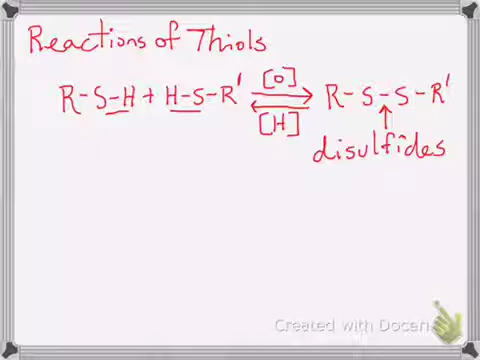 Reactions of Thiols
R-S-H + H-S-R' [O] R-S-S-R'
[H]
disulfides
Created with Doceri